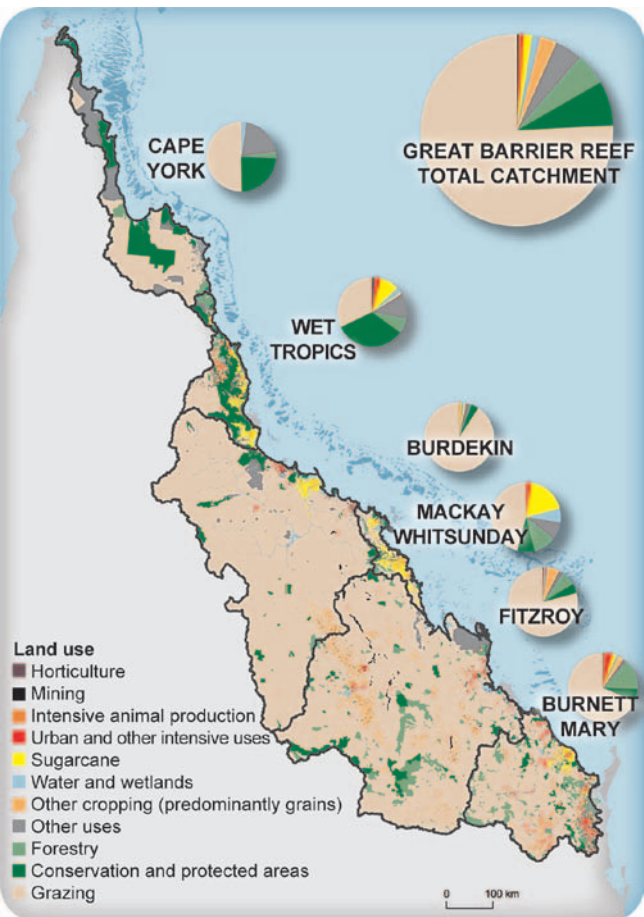 CAPE
YORK
GREAT BARRIER REEF
TOTAL CATCHMENT
WET
TROPICS
BURDEKIN
MACKAY
WHITSUNDAY
FITZROY
BURNETT
MARY
Land use
Horticulture
Mining
Intensive animal production
Urban and other intensive uses
Sugarcane
Water and wetlands
Other cropping (predominantly grains)
Other uses
Forestry
Conservation and protected areas
Grazing
0 100 km